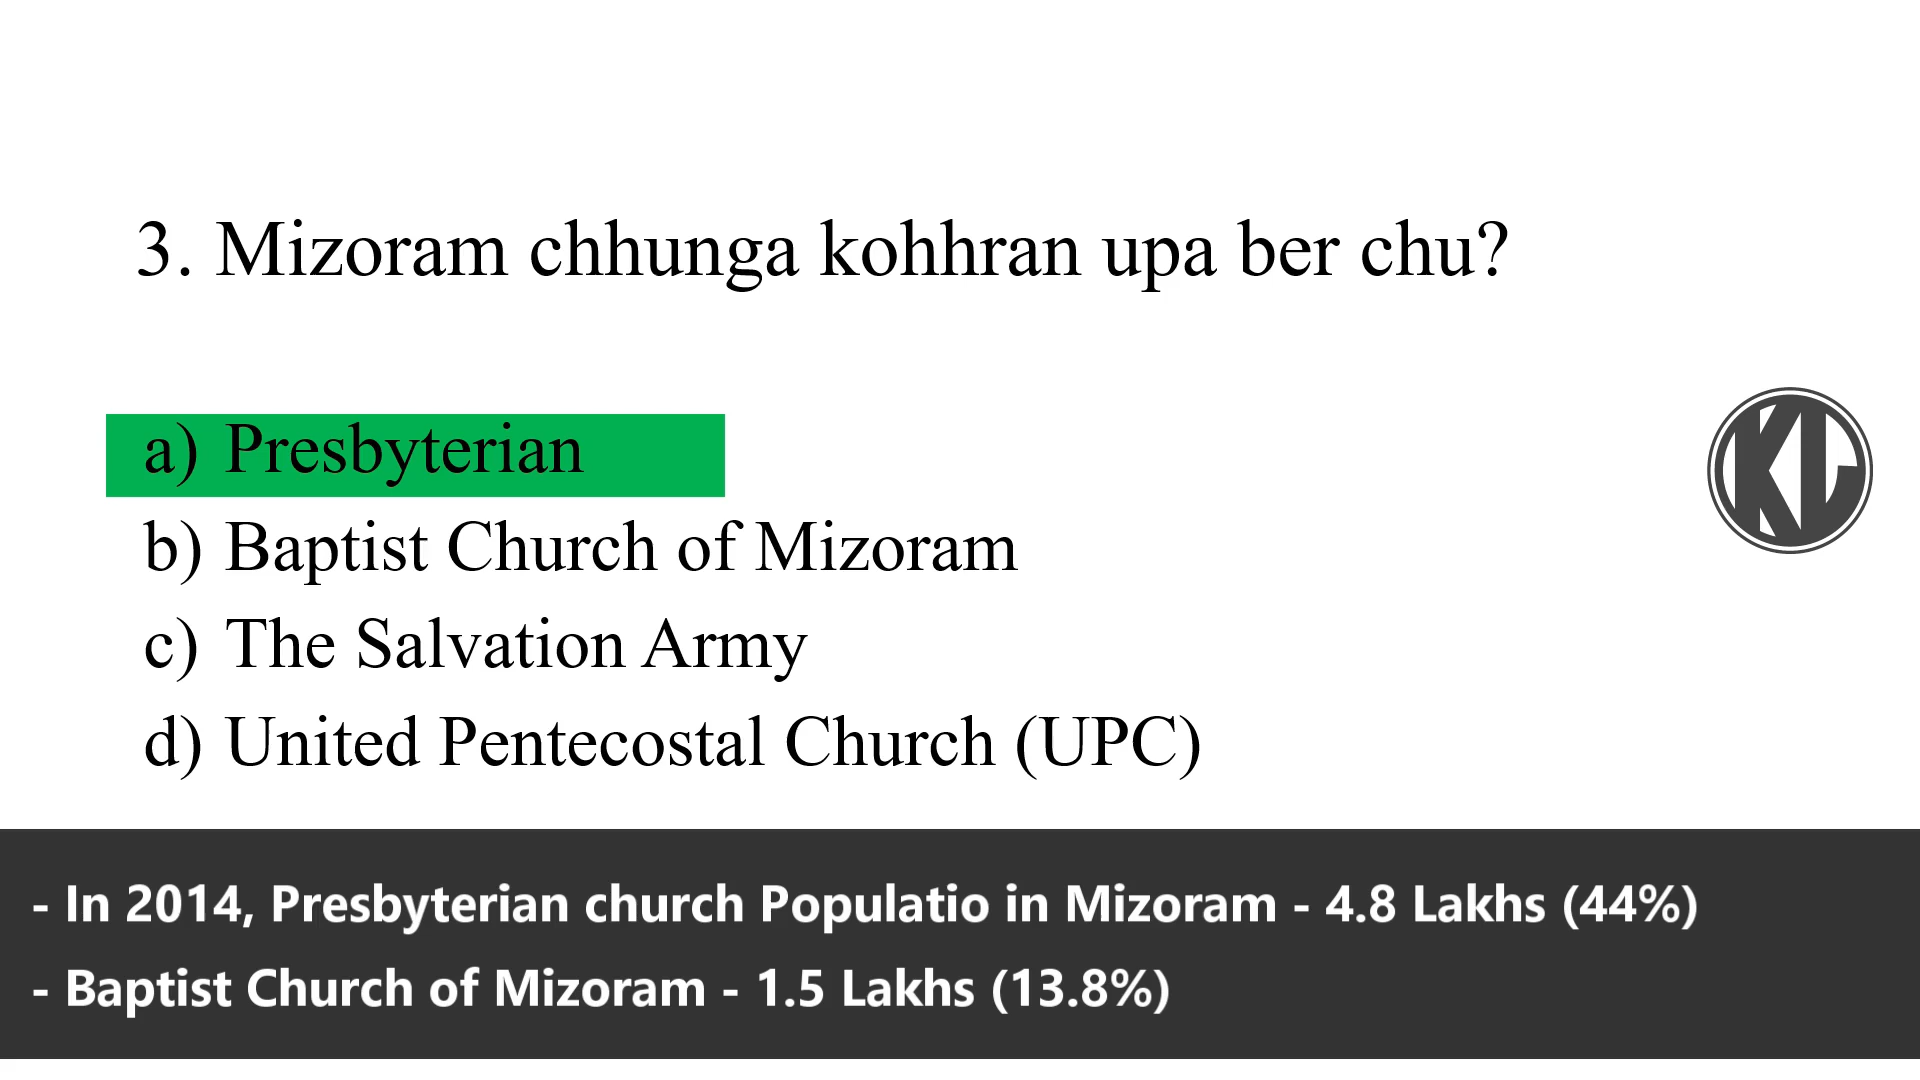 3. Mizoram chhunga kohhran upa ber chu?
a) Presbyterian
b) Baptist Church of Mizoram
c) The Salvation Army
d) United Pentecostal Church (UPC)
KL
- In 2014, Presbyterian church Populatio in Mizoram - 4.8 Lakhs (44%)
- Baptist Church of Mizoram - 1.5 Lakhs (13.8%)